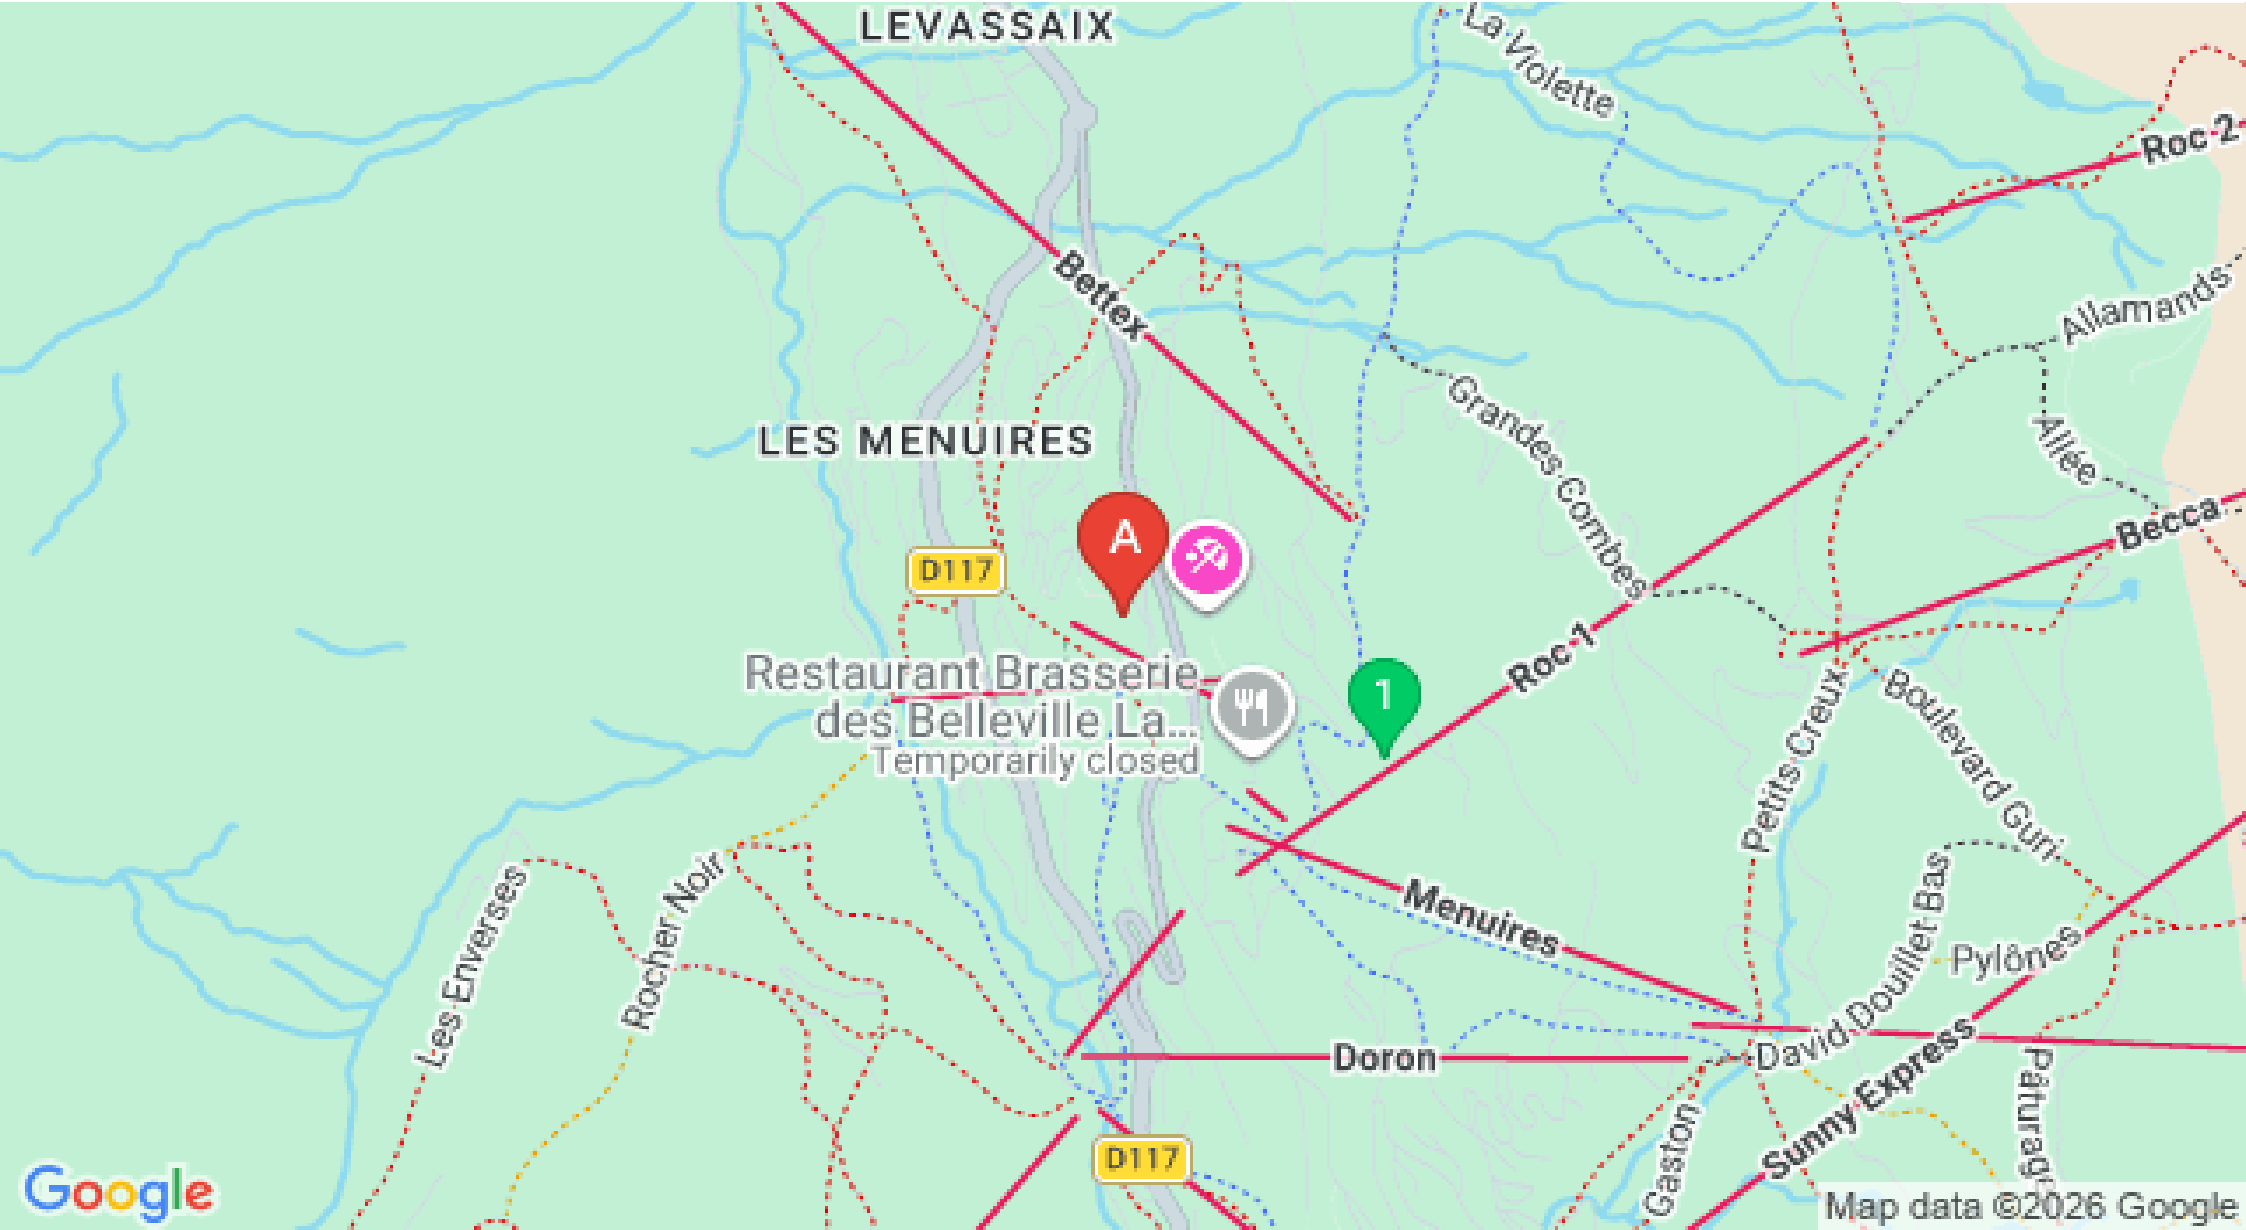 LEVASSAIX
La Violette
Roc 2
Bettex
Allamands
Grandes Combes
Allée
LES MENUIRES
Becca
A
D117
Roc 1
Restaurant Brasserie
des Belleville La...
Temporarily closed
1
Petits Creux
Boulevard Guri
Les Enverses
Rocher Noir
Menuires
David Douillet Bas
Pylônes
Doron
Sunny Express
Gaston
D117
Google
Map data ©2026 Google